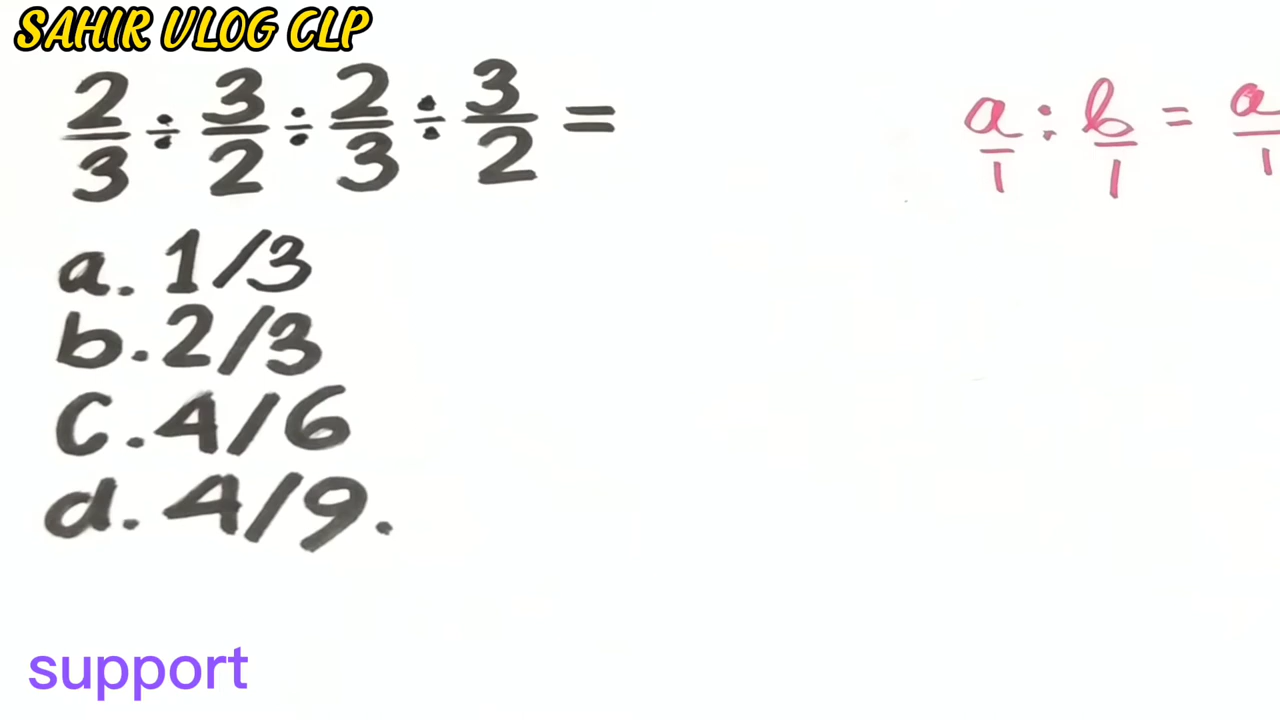 SAHIR VLOG CLP
2/3 ÷ 3/2 ÷ 2/3 ÷ 3/2 =
a/1 : b/1 = a/1
a. 1/3
b. 2/3
c. 4/6
d. 4/9.
support